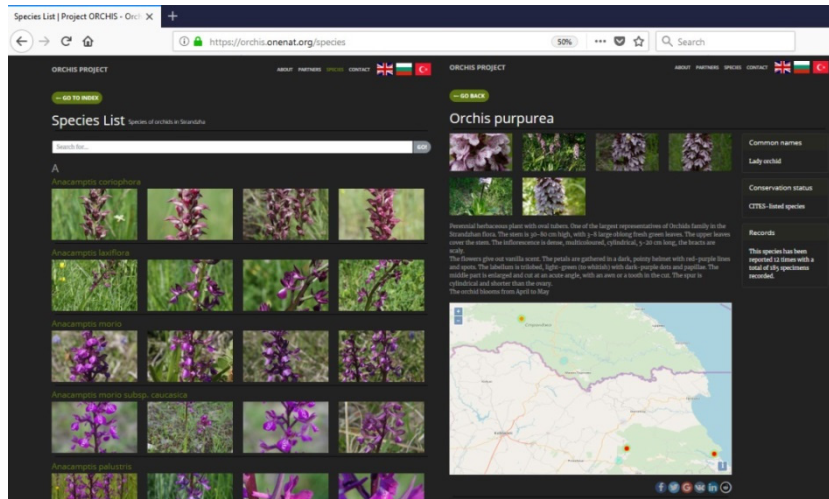 Species List | Project ORCHIS - Orch
https://orchis.onenat.org/species
50%
Search
ORCHIS PROJECT
ABOUT PARTNERS SPECIES CONTACT
← GO TO INDEX
Species List Species of orchids in Strandzha
Search for...
GO!
A
Anacamptis coriophora
Anacamptis laxiflora
Anacamptis morio
Anacamptis morio subsp. caucasica
Anacamptis palustris
ORCHIS PROJECT
ABOUT PARTNERS SPECIES CONTACT
← GO BACK
Orchis purpurea
Perennial herbaceous plant with oval tubers. One of the largest representatives of Orchids family in the
Strandzhan flora. The stem is 30-80 cm high, with 3-8 large oblong fresh green leaves. The upper leaves
cover the stem. The inflorescence is dense, multicoloured, cylindrical, 5-20 cm long, the bracts are
scaly.
The flowers give out vanilla scent. The petals are gathered in a dark, pointy helmet with red-purple lines
and spots. The labellum is trilobed, light-green (to whitish) with dark-purple dots and papillae. The
middle part is enlarged and cut at an acute angle, with an awn or a tooth in the cut. The spur is
cylindrical and shorter than the ovary.
The orchid blooms from April to May
Common names
Lady orchid
Conservation status
CITES-listed species
Records
This species has been
reported 12 times with a
total of 185 specimens
recorded.